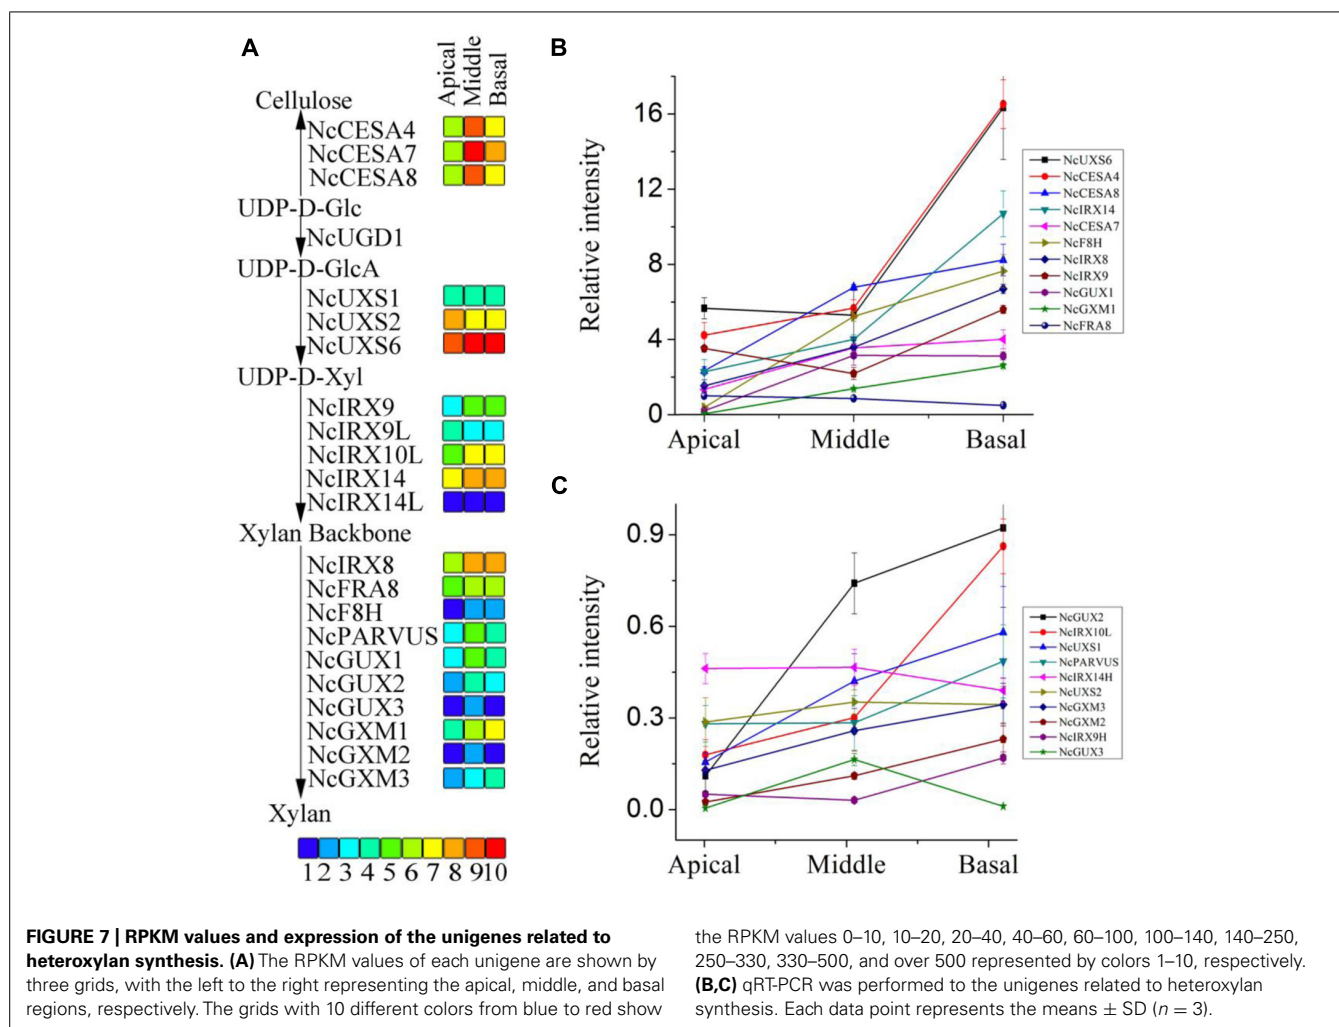 A
Apical
Middle
Basal
Cellulose
NcCESA4
NcCESA7
NcCESA8
UDP-D-Glc
NcUGD1
UDP-D-GlcA
NcUXS1
NcUXS2
NcUXS6
UDP-D-Xyl
NcIRX9
NcIRX9L
NcIRX10L
NcIRX14
NcIRX14L
Xylan Backbone
NcIRX8
NcFRA8
NcF8H
NcPARVUS
NcGUX1
NcGUX2
NcGUX3
NcGXM1
NcGXM2
NcGXM3
Xylan
1 2 3 4 5 6 7 8 9 10
B
Relative intensity
16
12
8
4
0
Apical Middle Basal
NcUXS6
NcCESA4
NcCESA8
NcIRX14
NcCESA7
NcF8H
NcIRX8
NcIRX9
NcGUX1
NcGXM1
NcFRA8
C
Relative intensity
0.9
0.6
0.3
0.0
Apical Middle Basal
NcGUX2
NcIRX10L
NcUXS1
NcPARVUS
NcIRX14H
NcUXS2
NcGXM3
NcGXM2
NcIRX9H
NcGUX3
FIGURE 7 | RPKM values and expression of the unigenes related to
heteroxylan synthesis. (A) The RPKM values of each unigene are shown by
three grids, with the left to the right representing the apical, middle, and basal
regions, respectively. The grids with 10 different colors from blue to red show
the RPKM values 0–10, 10–20, 20–40, 40–60, 60–100, 100–140, 140–250,
250–330, 330–500, and over 500 represented by colors 1–10, respectively.
(B,C) qRT-PCR was performed to the unigenes related to heteroxylan
synthesis. Each data point represents the means ± SD (n = 3).